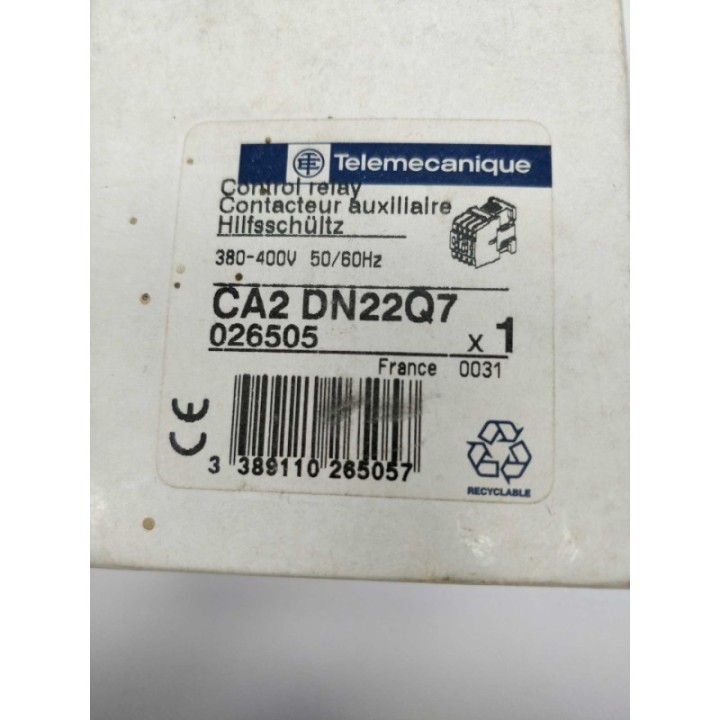 Telemecanique
Control relay
Contacteur auxiliaire
Hilfsschültz
380-400V 50/60Hz
CA2 DN22Q7
026505 x 1
France 0031
CE
3 389110 265057
RECYCLABLE